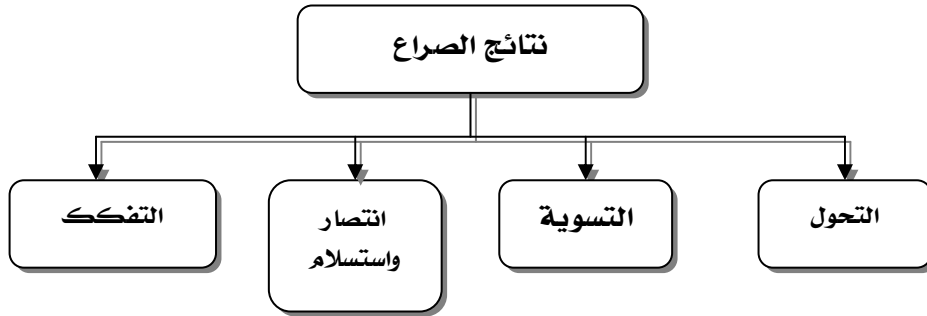 نتائج الصراع
التحول
التسوية
انتصار
واستسلام
التفكك